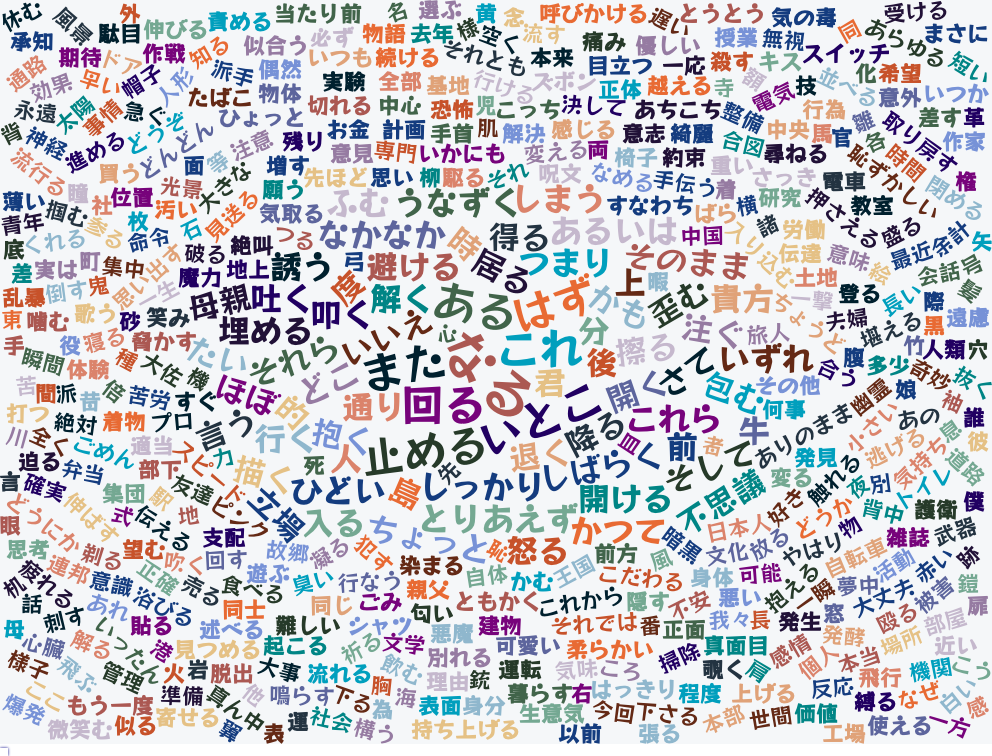 休む 風景 外 当たり前 名 選ぶ 黄 念 呼びかける 遅い とうとう 気の毒 受ける
承知 駄目 伸びる 責める 物語 去年 様 空く 流す 同 あらゆる まさに
期待 ドア 作戦 知る 似合う 必ず それとも 本来 痛み 優しい 授業 無視 スイッチ
通路 効果 早い 帽子 人形 派手 偶然 いつも 続ける 目立つ 一応 殺す キス 並べる 化 希望 短い
永遠 太陽 事情 急ぐ たばこ 物体 実験 全部 基地 行ける ズボン 正体 越える 寺 弱 電気 技 意外 いつか
背 神経 進める どうぞ ひょっと 切れる 中心 恐怖 児 こっち 決して あちこち 整備 行為 雛 差す 革
流行る どんどん 注意 残り お金 計画 手首 肌 解決 感じる 意志 綺麗 合図 中央 馬 官 各 取り戻す 作家
瞳 買う 面 等 増す 意見 専門 いかにも 変える 両 椅子 約束 尋ねる 恥ずかしい 時間 閉める
薄い 社 位置 光景 大きな 願う 先ほど 思い 柳 駆る それ 呪文 なめる 手伝う 重い さっき 電車 権
青年 掴む 枚 汚い 石 見送る 気取る ふむ うなずく しまう すなわち 着 横 研究 押さえる 教室
底 くれる 参る 命令 破る 絶叫 つる なかなか 時 得る あるいは 中国 ばら 諸 労働 盛る 最近 余計 矢
差 実は 町 集中 思い出す 魔力 地上 誘う 弓 避ける 居る つまり そのまま 入り込む 伝達 意味 絵 会話 号
乱暴 倒す 鬼 一生 母親 吐く 度 解く ある はず かも 上 暇 歪む 貴方 土地 一撃 登る 長い 髪
東 噛む 歌う 砂 笑み 埋める 叩く いいえ 心 分 注ぐ 旅人 ちょうど 夫婦 堪える 際 黒 遠慮
手 役 寝る 脅かす たい それら また な これ 擦る さて いずれ 腹 多少 竹 人類 穴
瞬間 体験 種 大佐 機 どこ る 君 後 開く 包む その他 合う 奇妙 抜く
苦 間 派 苗 倍 苦労 すぐ ほぼ 的 通り 回る いとこ これら 何事 幽霊 娘 袖 誰
打つ 絶対 着物 プロ 言う 行く 抱く 止める 降る 皿 前 者 牛 ありのまま 小さい あの 彼
川 全く ごめん 適当 スピード 力 描く 死 人 先 退く しばらく そして 発見 逃げる 息
迫る 弁当 部下 友達 ピンク 立場 ひどい 島 しっかり 開ける 不思議 変る 触れる 夜 別 気持ち 道路
言 確実 集団 駅 地 入る ちょっと とりあえず かつて 日本人 好き どうか 物 背中 トイレ 護衛 僕
眼 どうにか 伸ばす 式 伝える 支配 故郷 凝る 犯す 恥 怒る 前方 風 暗黒 文化 放る やはり 雑誌 武器
思考 連邦 剃る 望む 吹く 回す 遊ぶ 臭い 行なう 染まる 自体 かむ 王国 こだわる 身体 可能 抱える 一瞬 自転車 活動 赤い 跡
机 疲れる 意識 正確 浴びる 売る 食べる 同じ ごみ 親父 ともかく これから 隠す 不安 悪い 夢中 大丈夫 被害 鎧
話 刺す あれ 貼る 同士 難しい シャツ 匂い 建物 それでは 番 正面 我々 長 発生 窓 殴る 部屋 扉
母 心臓 解る いったん 港 述べる 起こる 祈る 文学 悪魔 可愛い 柔らかい 真面目 感情 発酵 場所 近い
様子 飛ぶ 管理 見つめる 火 岩 脱出 大事 流れる 飲む 別れる 運転 気味 ころ 掃除 覗く 肩 個人 本当 飛行 機関 ぐっ
ここ もう一度 準備 真ん中 他 鳴らす 下る 胸 海 理由 銃 暮らす 右 はっきり 程度 上げる 反応 縛る なぜ 白い 感
爆発 微笑む 似る 寄せる 翼 表 運 社会 構う 為 表面 身分 生意気 今回 下さる 本部 世間 価値 使える 一方
持ち上げる 以前 張る 工場